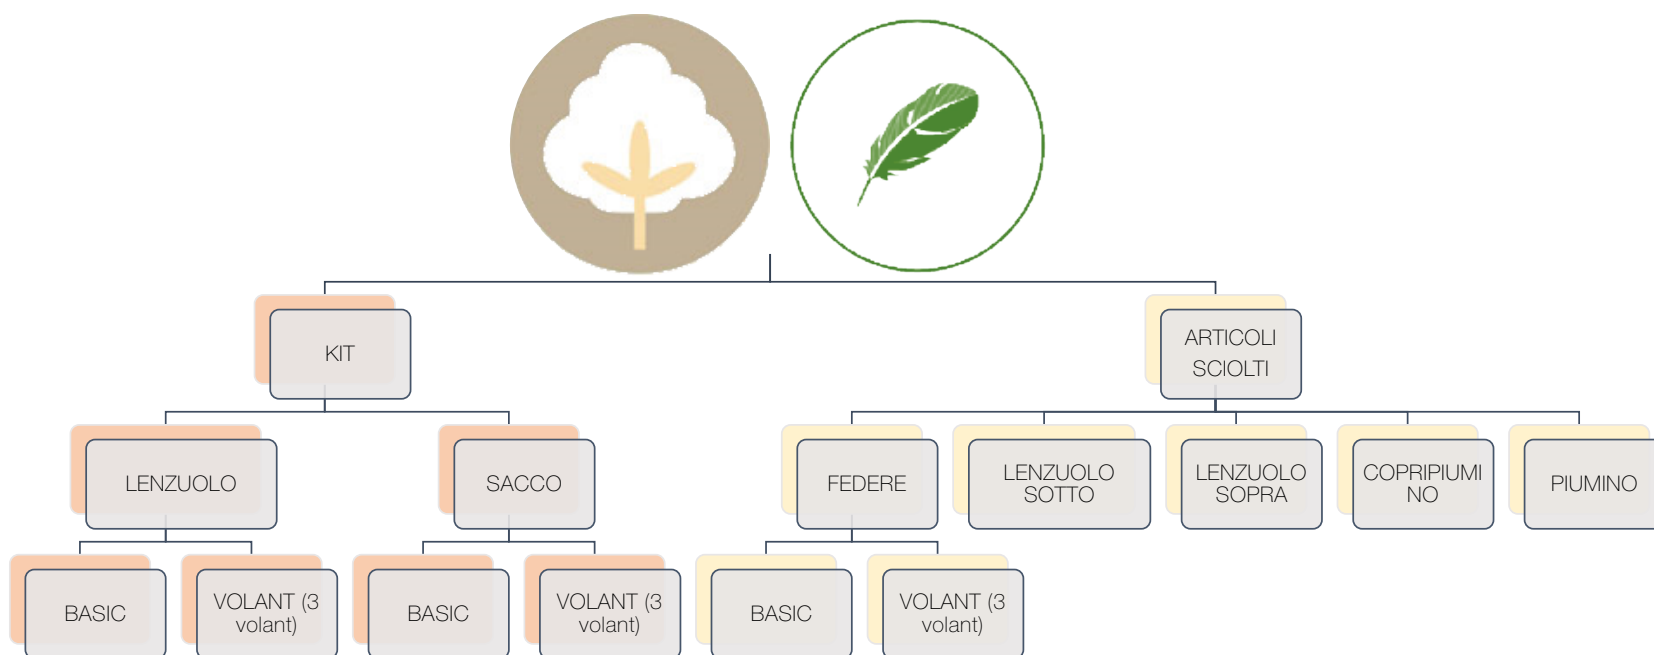 KIT
ARTICOLI
SCIOLTI
LENZUOLO
SACCO
FEDERE
LENZUOLO
SOTTO
LENZUOLO
SOPRA
COPRIPIUMI
NO
PIUMINO
BASIC
VOLANT (3
volant)
BASIC
VOLANT (3
volant)
BASIC
VOLANT (3
volant)